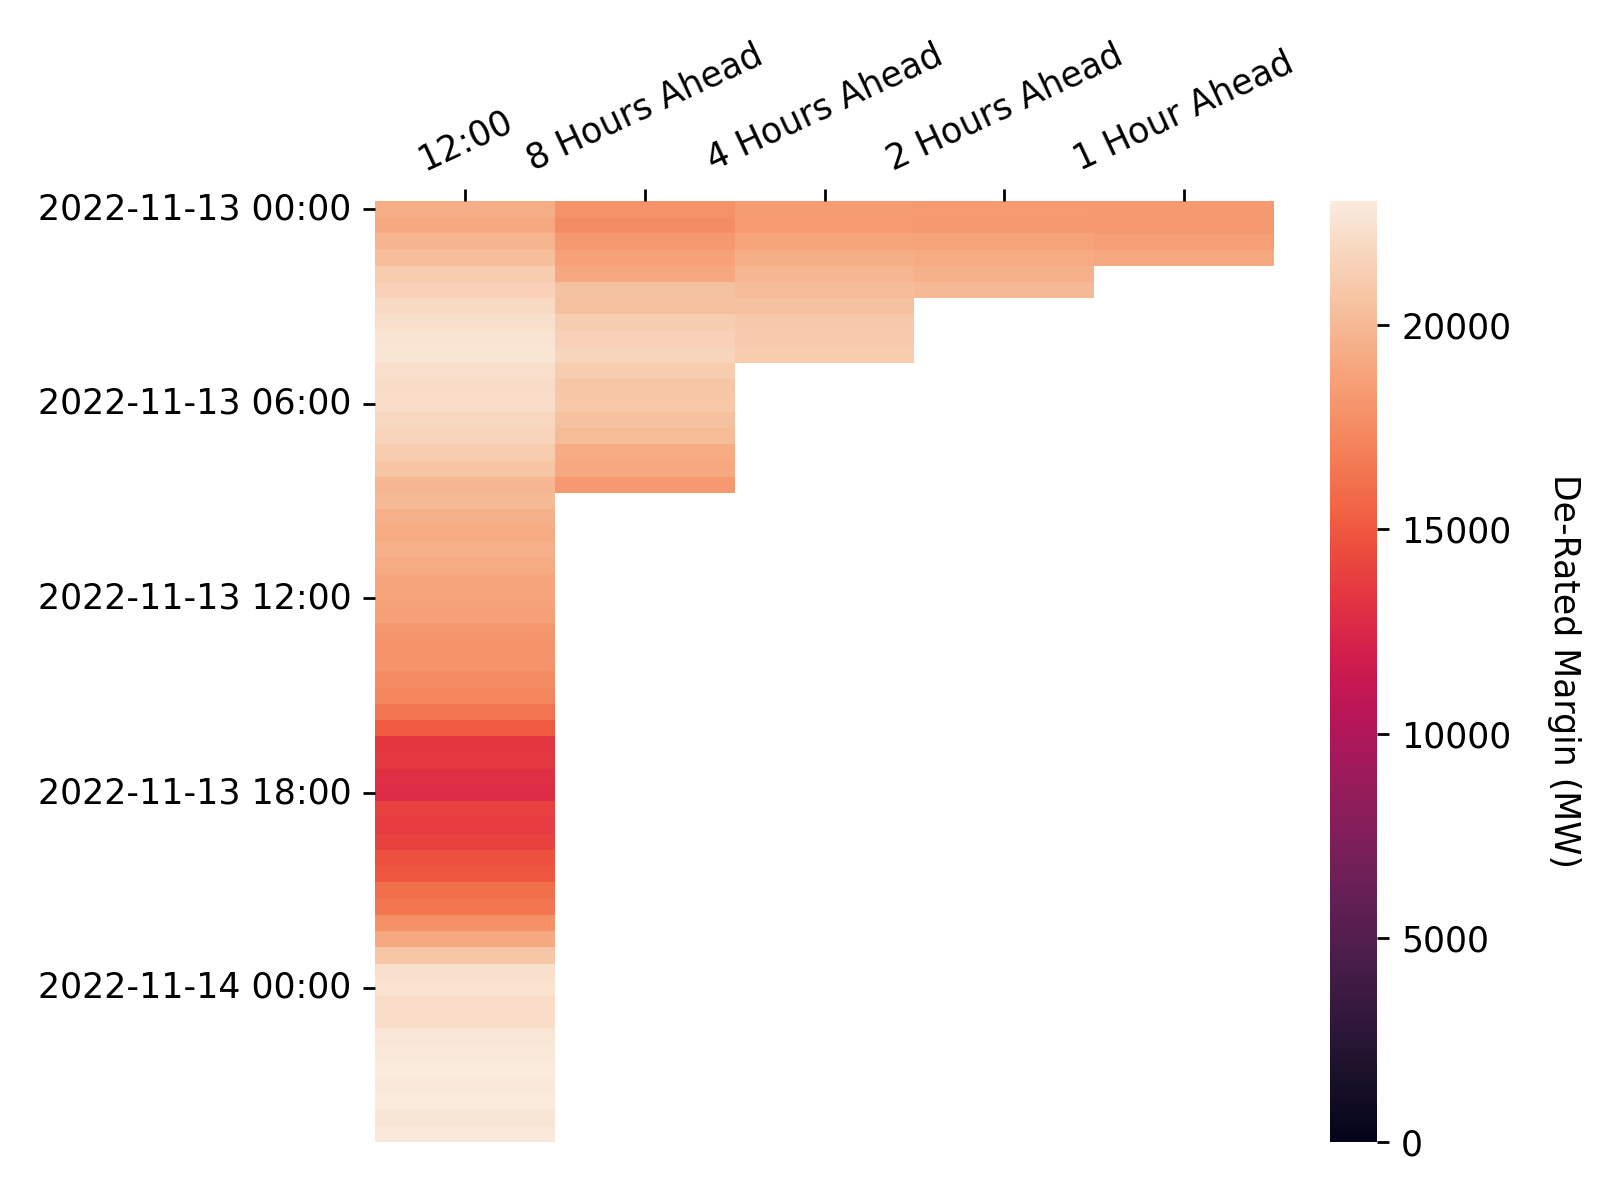 12:00
8 Hours Ahead
4 Hours Ahead
2 Hours Ahead
1 Hour Ahead
2022-11-13 00:00
2022-11-13 06:00
2022-11-13 12:00
2022-11-13 18:00
2022-11-14 00:00
20000
15000
10000
5000
0
De-Rated Margin (MW)